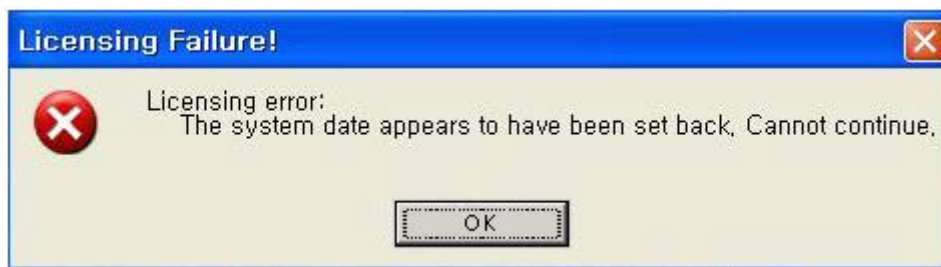 Licensing Failure!
Licensing error:
The system date appears to have been set back, Cannot continue,
OK